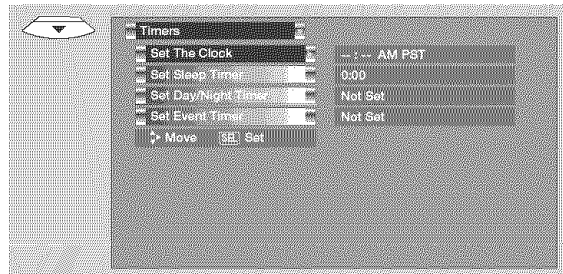 Timers
Set The Clock -- : -- AM PST
Set Sleep Timer 0:00
Set Day/Night Timer Not Set
Set Event Timer Not Set
Move SEL Set